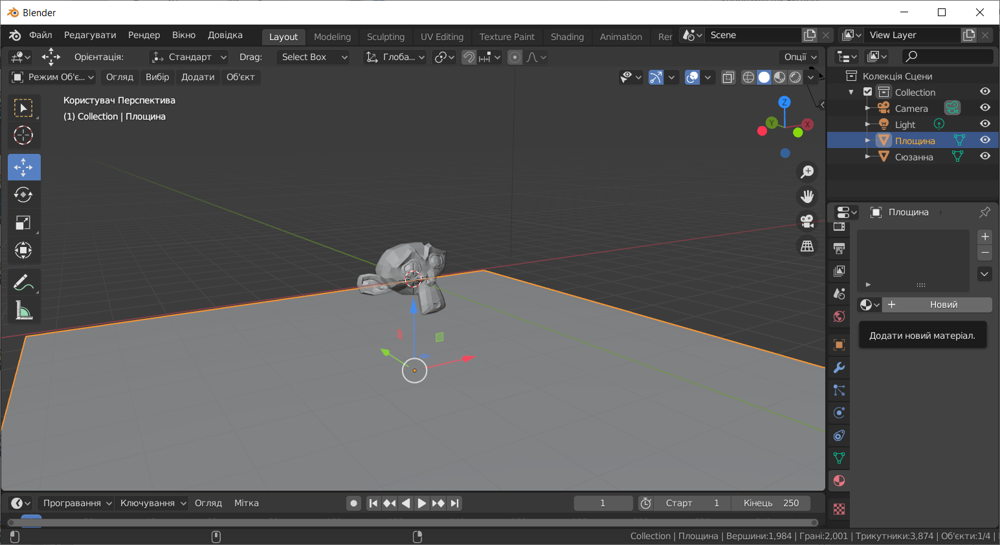 Blender
Файл Редагувати Рендер Вікно Довідка Layout Modeling Sculpting UV Editing Texture Paint Shading Animation Rer Scene View Layer
Орієнтація: Стандарт Drag: Select Box Глоба... Опції
Режим Об'є... Огляд Вибір Додати Об'єкт
Користувач Перспектива
(1) Collection | Площина
Z
Y
X
Колекція Сцени
Collection
Camera
Light
Площина
Сюзанна
Площина
Новий
Додати новий матеріал.
Програвання Ключування Огляд Мітка 1 Старт 1 Кінець 250
Collection | Площина | Вершини:1,984 | Грані:2,001 | Трикутники:3,874 | Об'єкти:1/4 |